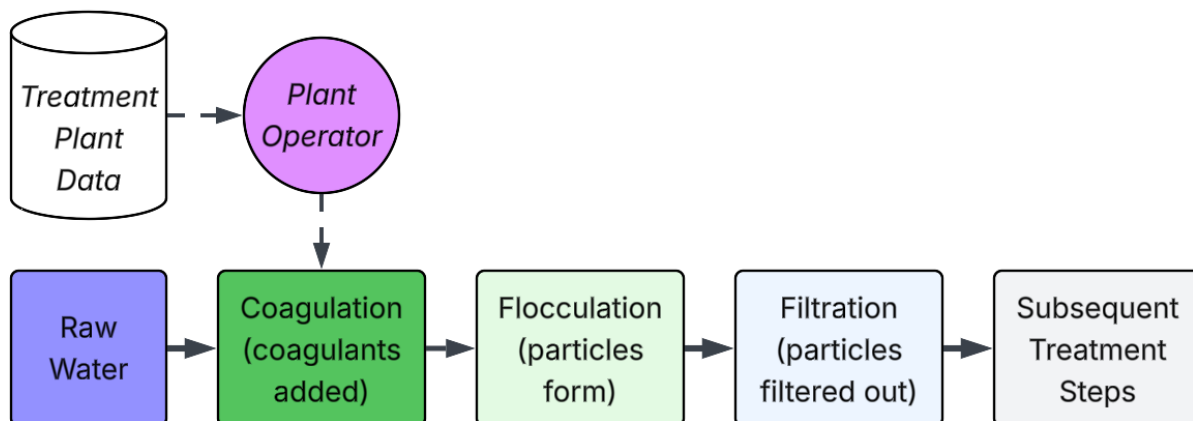 Treatment
Plant
Data
Plant
Operator
Raw
Water
Coagulation
(coagulants
added)
Flocculation
(particles
form)
Filtration
(particles
filtered out)
Subsequent
Treatment
Steps